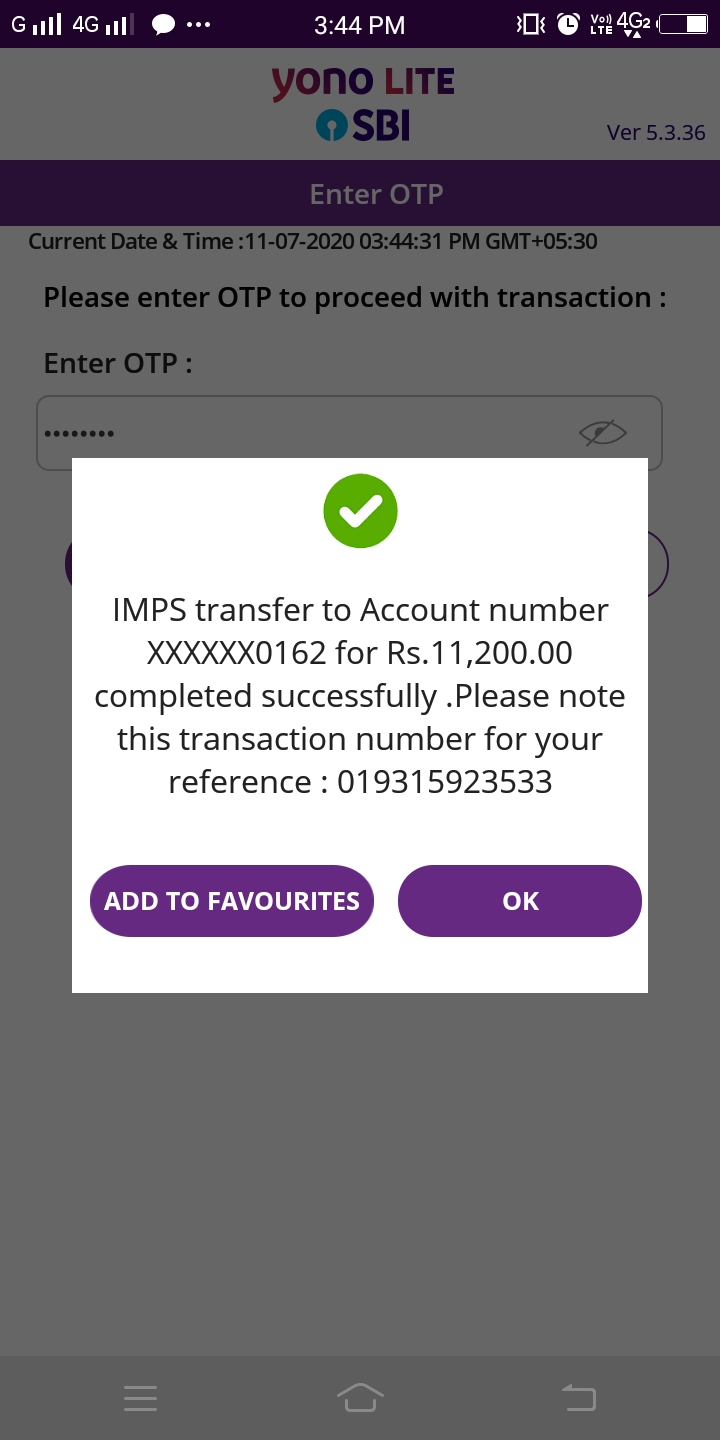 G 4G 3:44 PM Vo)) LTE 4G2
yono LITE
SBI
Ver 5.3.36
Enter OTP
Current Date & Time :11-07-2020 03:44:31 PM GMT+05:30
Please enter OTP to proceed with transaction :
Enter OTP :
••••••••
IMPS transfer to Account number
XXXXXX0162 for Rs.11,200.00
completed successfully .Please note
this transaction number for your
reference : 019315923533
ADD TO FAVOURITES OK